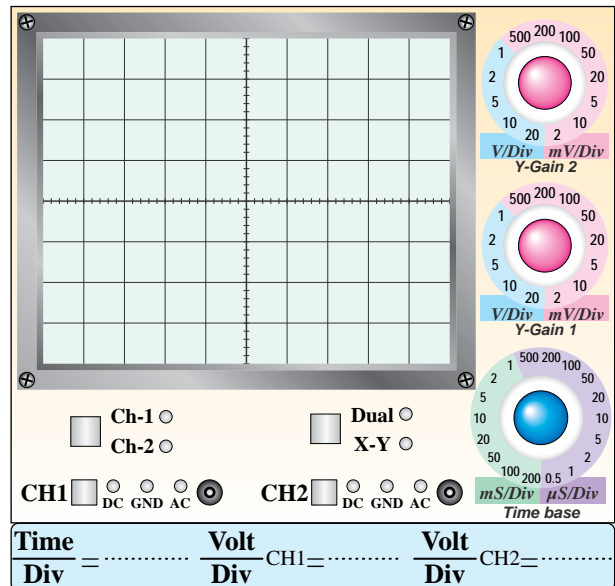 500 200 100
1 50
2 20
5 5
10 10
20 2
V/Div mV/Div
Y-Gain 2
500 200 100
1 50
2 20
5 5
10 10
20 2
V/Div mV/Div
Y-Gain 1
1 500 200 100
2 50
5 20
10 10
20 5
50 2
100 200 0.5 1
mS/Div µS/Div
Time base
Ch-1 Dual
Ch-2 X-Y
CH1 DC GND AC CH2 DC GND AC
Time Volt Volt
= ............... CH1= ............ CH2= ............
Div Div Div